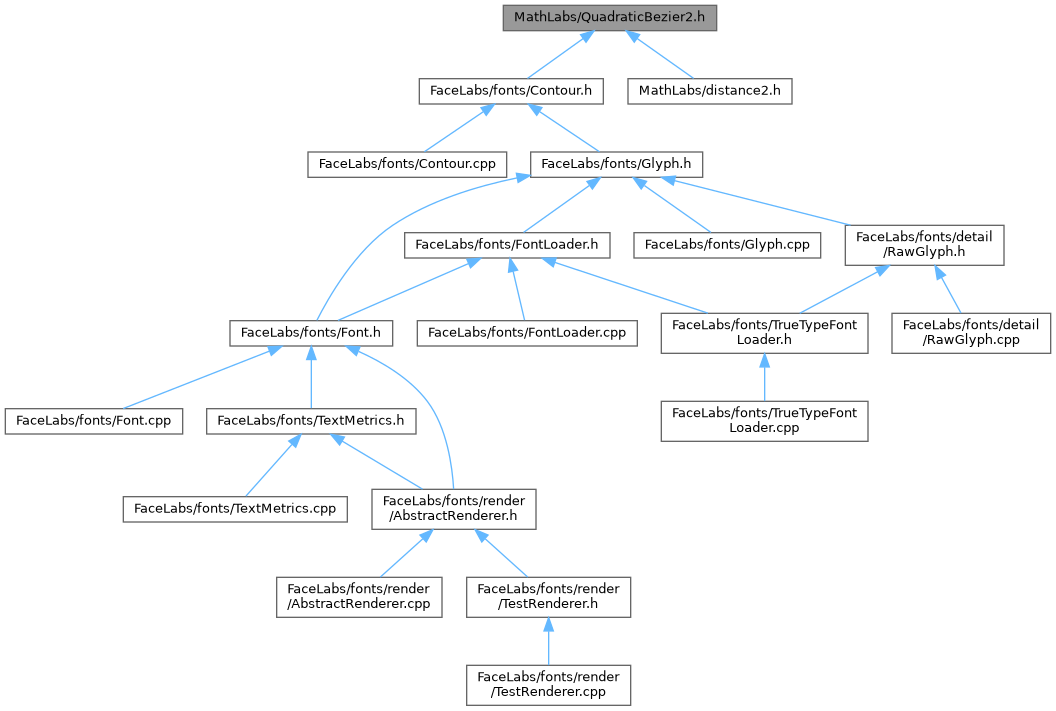 MathLabs/QuadraticBezier2.h
FaceLabs/fonts/Contour.h
MathLabs/distance2.h
FaceLabs/fonts/Contour.cpp
FaceLabs/fonts/Glyph.h
FaceLabs/fonts/FontLoader.h
FaceLabs/fonts/Glyph.cpp
FaceLabs/fonts/detail
/RawGlyph.h
FaceLabs/fonts/Font.h
FaceLabs/fonts/FontLoader.cpp
FaceLabs/fonts/TrueTypeFont
Loader.h
FaceLabs/fonts/detail
/RawGlyph.cpp
FaceLabs/fonts/Font.cpp
FaceLabs/fonts/TextMetrics.h
FaceLabs/fonts/TrueTypeFont
Loader.cpp
FaceLabs/fonts/TextMetrics.cpp
FaceLabs/fonts/render
/AbstractRenderer.h
FaceLabs/fonts/render
/AbstractRenderer.cpp
FaceLabs/fonts/render
/TestRenderer.h
FaceLabs/fonts/render
/TestRenderer.cpp